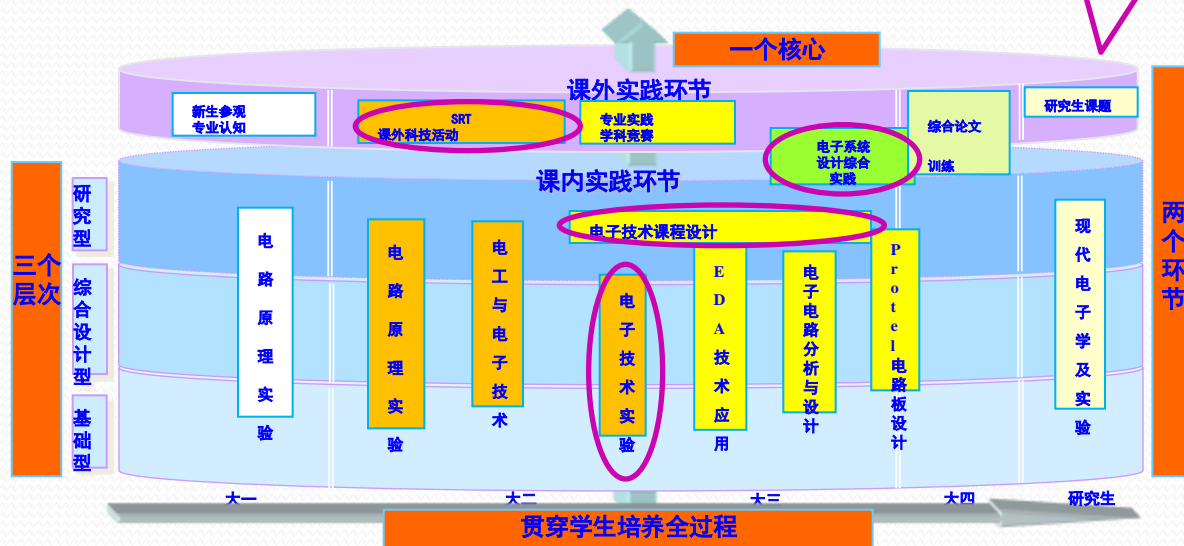 一个核心
课外实践环节
新生参观
专业认知
SRT
课外科技活动
专业实践
学科竞赛
电子系统
设计综合
实践
综合论文
训练
研究生课题
课内实践环节
三个
层次
研究型
综合设计型
基础型
两个环节
电路原理实验
电路原理实验
电工与电子技术
电子技术课程设计
电子技术实验
EDA技术应用
电子电路分析与设计
Protel电路板设计
现代电子学及实验
大一
大二
大三
大四
研究生
贯穿学生培养全过程